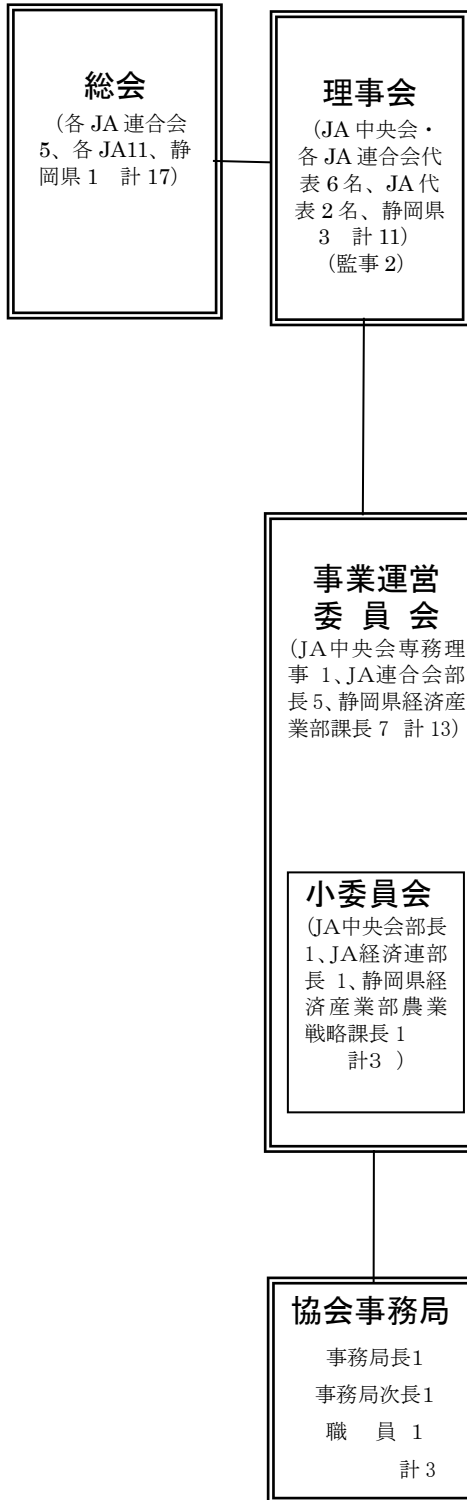 総会
（各 JA 連合会
5、各 JA11、静
岡県 1　計 17）
理事会
（JA 中央会・
各 JA 連合会代
表 6 名、JA 代
表 2 名、静岡県
3　計 11）
（監事 2）
事業運営
委 員 会
（JA中央会専務理
事 1、JA連合会部
長 5、静岡県経済産
業部課長 7　計 13）
小委員会
（JA中央会部長
1、JA経済連部
長 1、静岡県経
済産業部農業
戦略課長 1
計3　）
協会事務局
事務局長1
事務局次長1
職　員 1
計 3